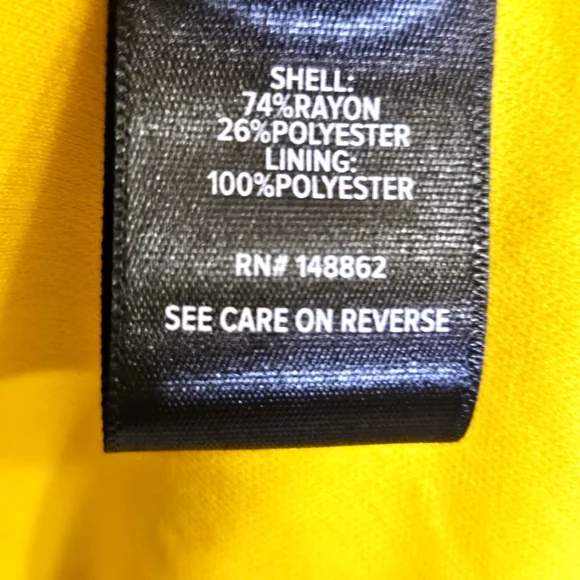 SHELL:
74%RAYON
26%POLYESTER
LINING:
100%POLYESTER
RN# 148862
SEE CARE ON REVERSE